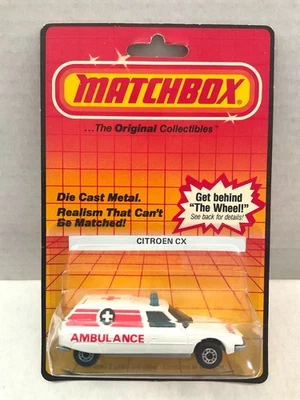 MATCHBOX®
...The Original Collectibles™
Die Cast Metal.
Realism That Can't
Be Matched!
Get behind
"The Wheel!"
See back for details!
CITROEN CX
AMBULANCE